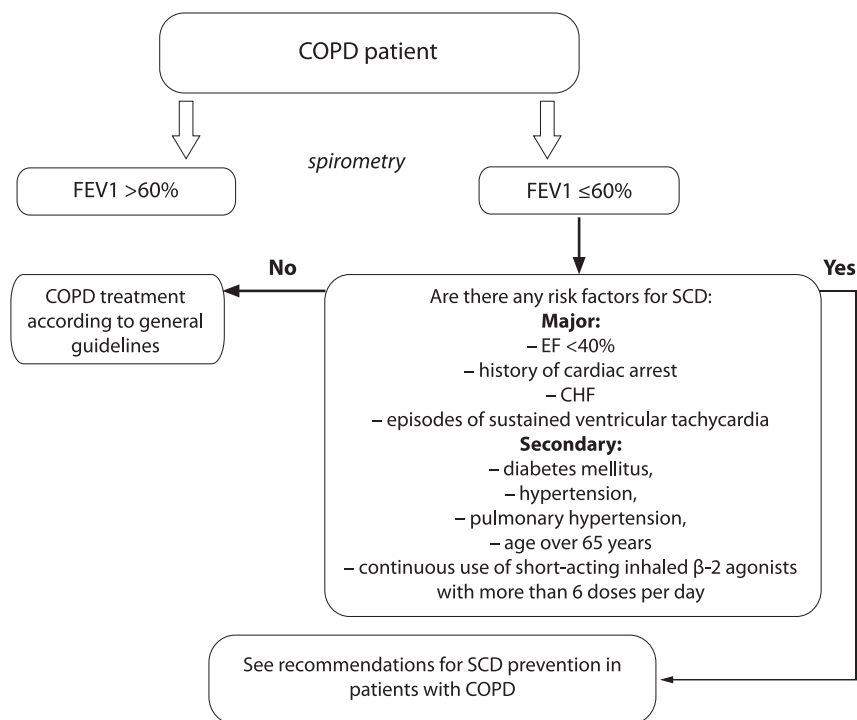 COPD patient
spirometry
FEV1 >60%
FEV1 ≤60%
No
Yes
COPD treatment
according to general
guidelines
Are there any risk factors for SCD:
Major:
– EF <40%
– history of cardiac arrest
– CHF
– episodes of sustained ventricular tachycardia
Secondary:
– diabetes mellitus,
– hypertension,
– pulmonary hypertension,
– age over 65 years
– continuous use of short-acting inhaled β-2 agonists
with more than 6 doses per day
See recommendations for SCD prevention in
patients with COPD